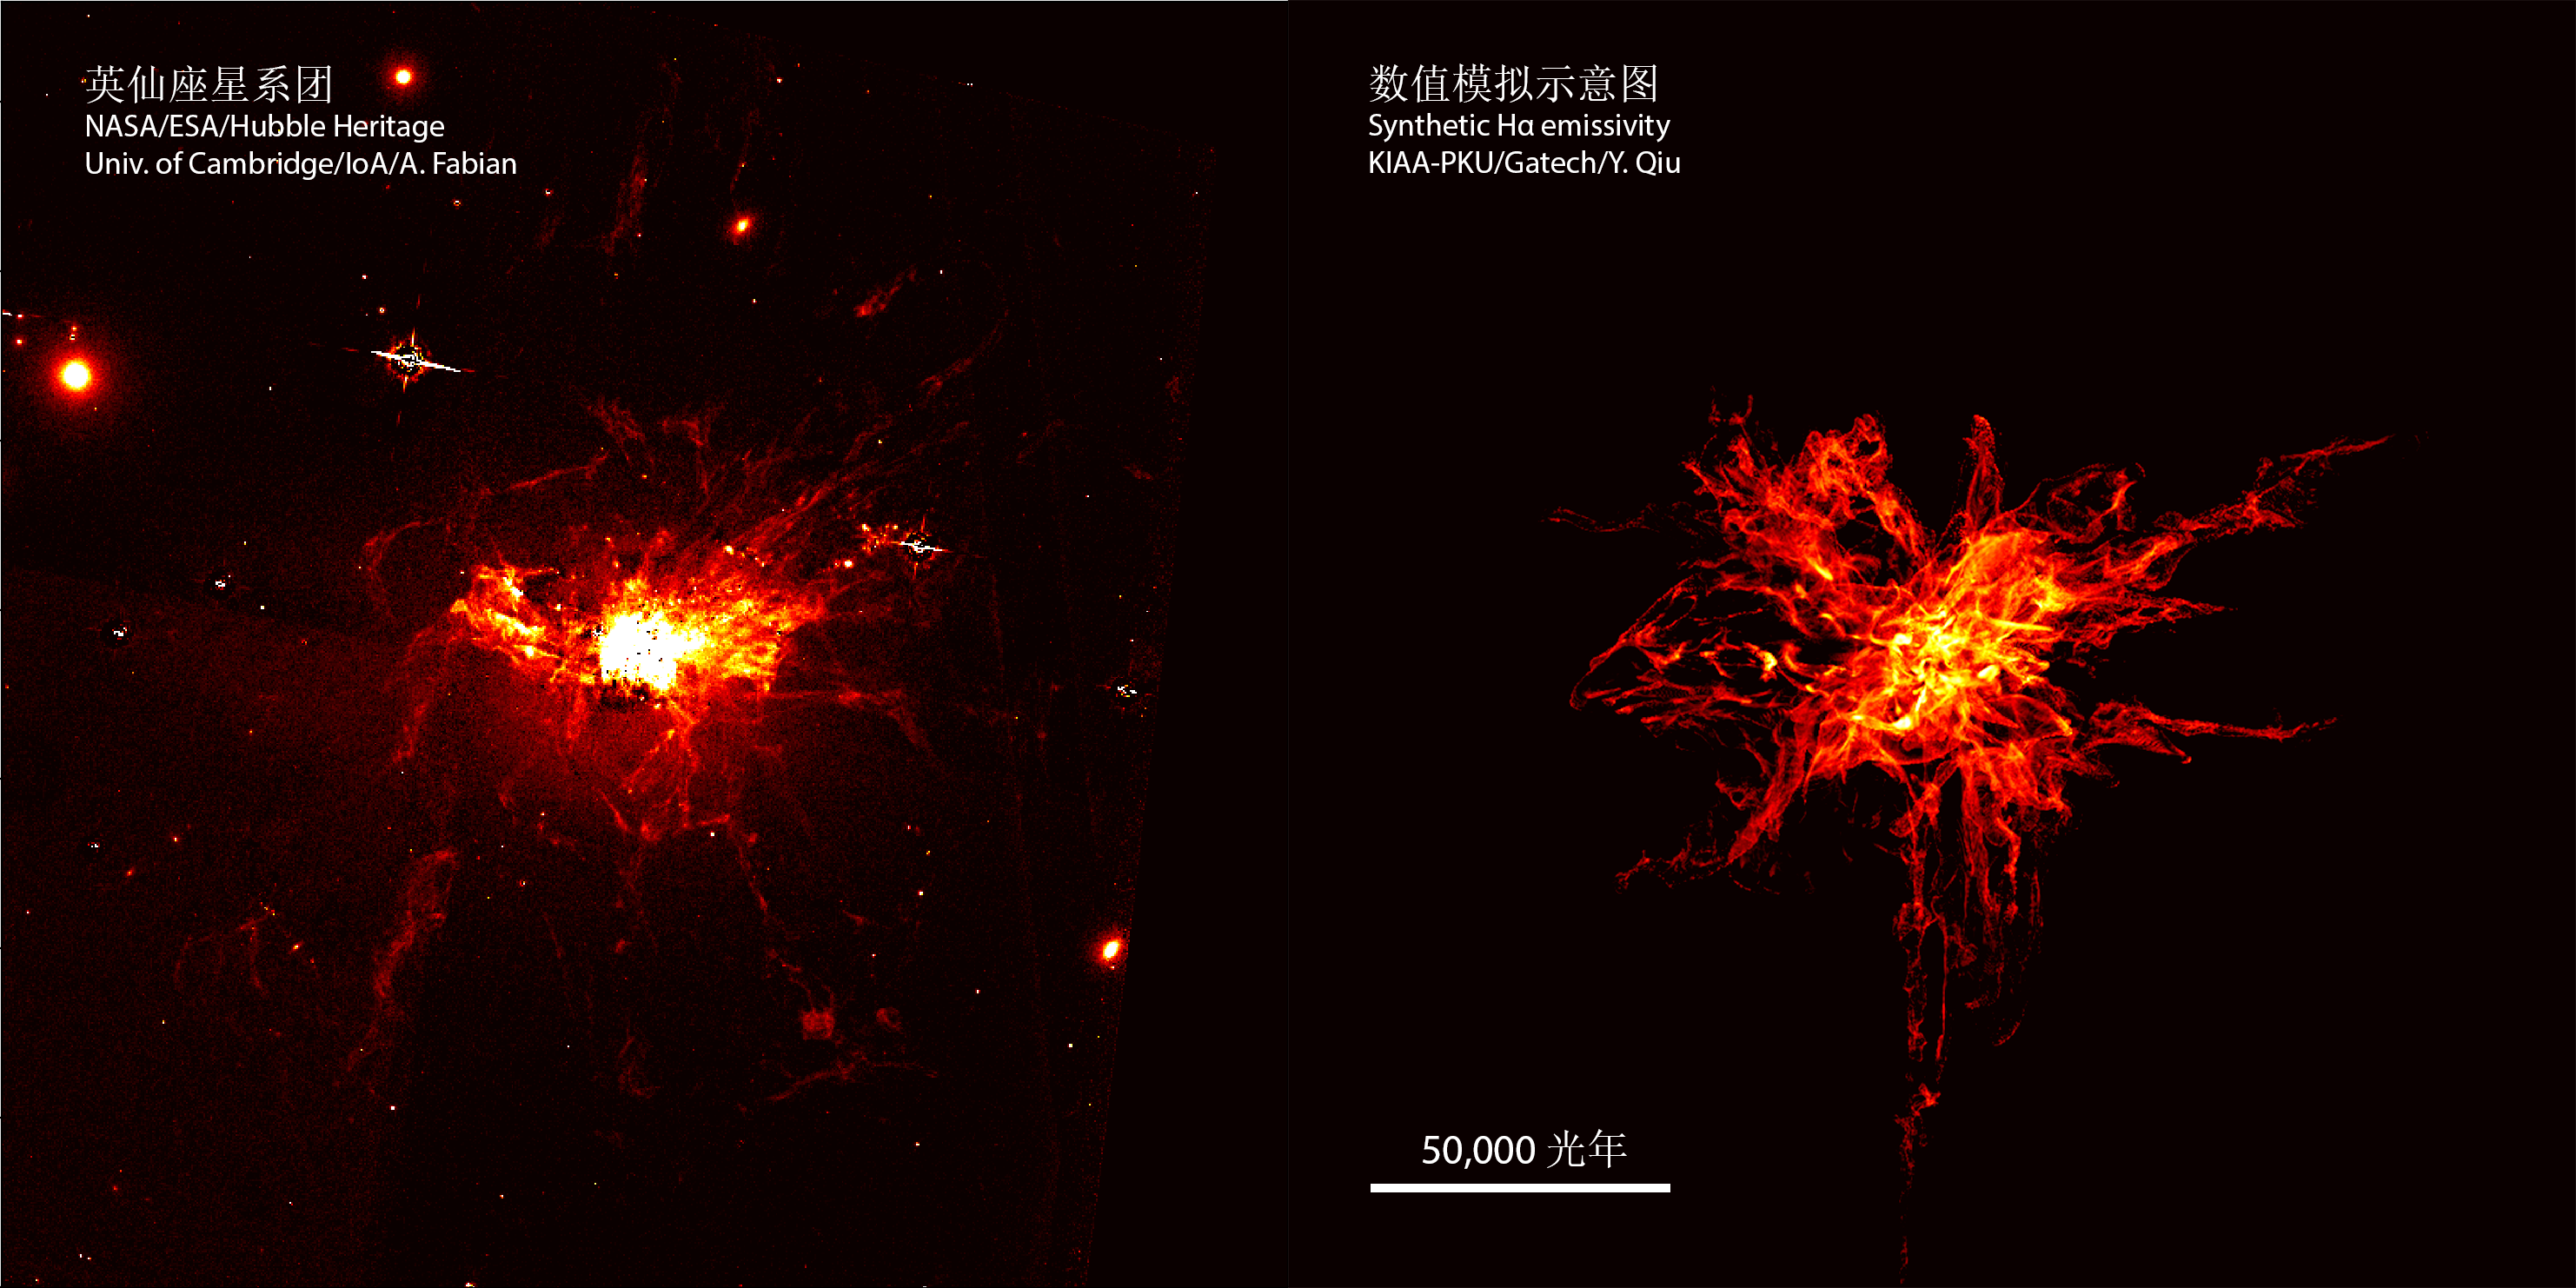 英仙座星系团
NASA/ESA/Hubble Heritage
Univ. of Cambridge/IoA/A. Fabian
数值模拟示意图
Synthetic Hα emissivity
KIAA-PKU/Gatech/Y. Qiu
50,000 光年